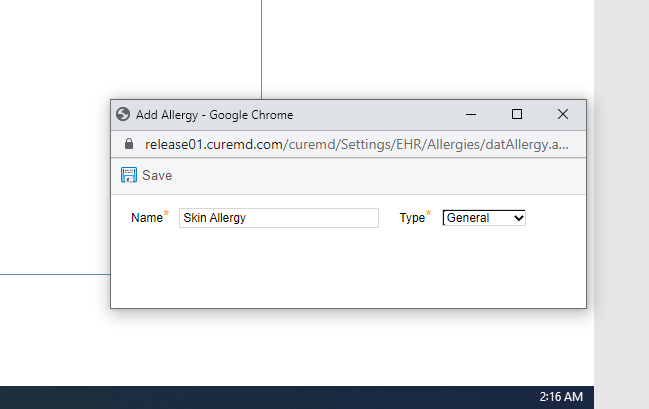 Add Allergy - Google Chrome
release01.curemd.com/curemd/Settings/EHR/Allergies/datAllergy.a...
Save
Name* Skin Allergy Type* General
2:16 AM